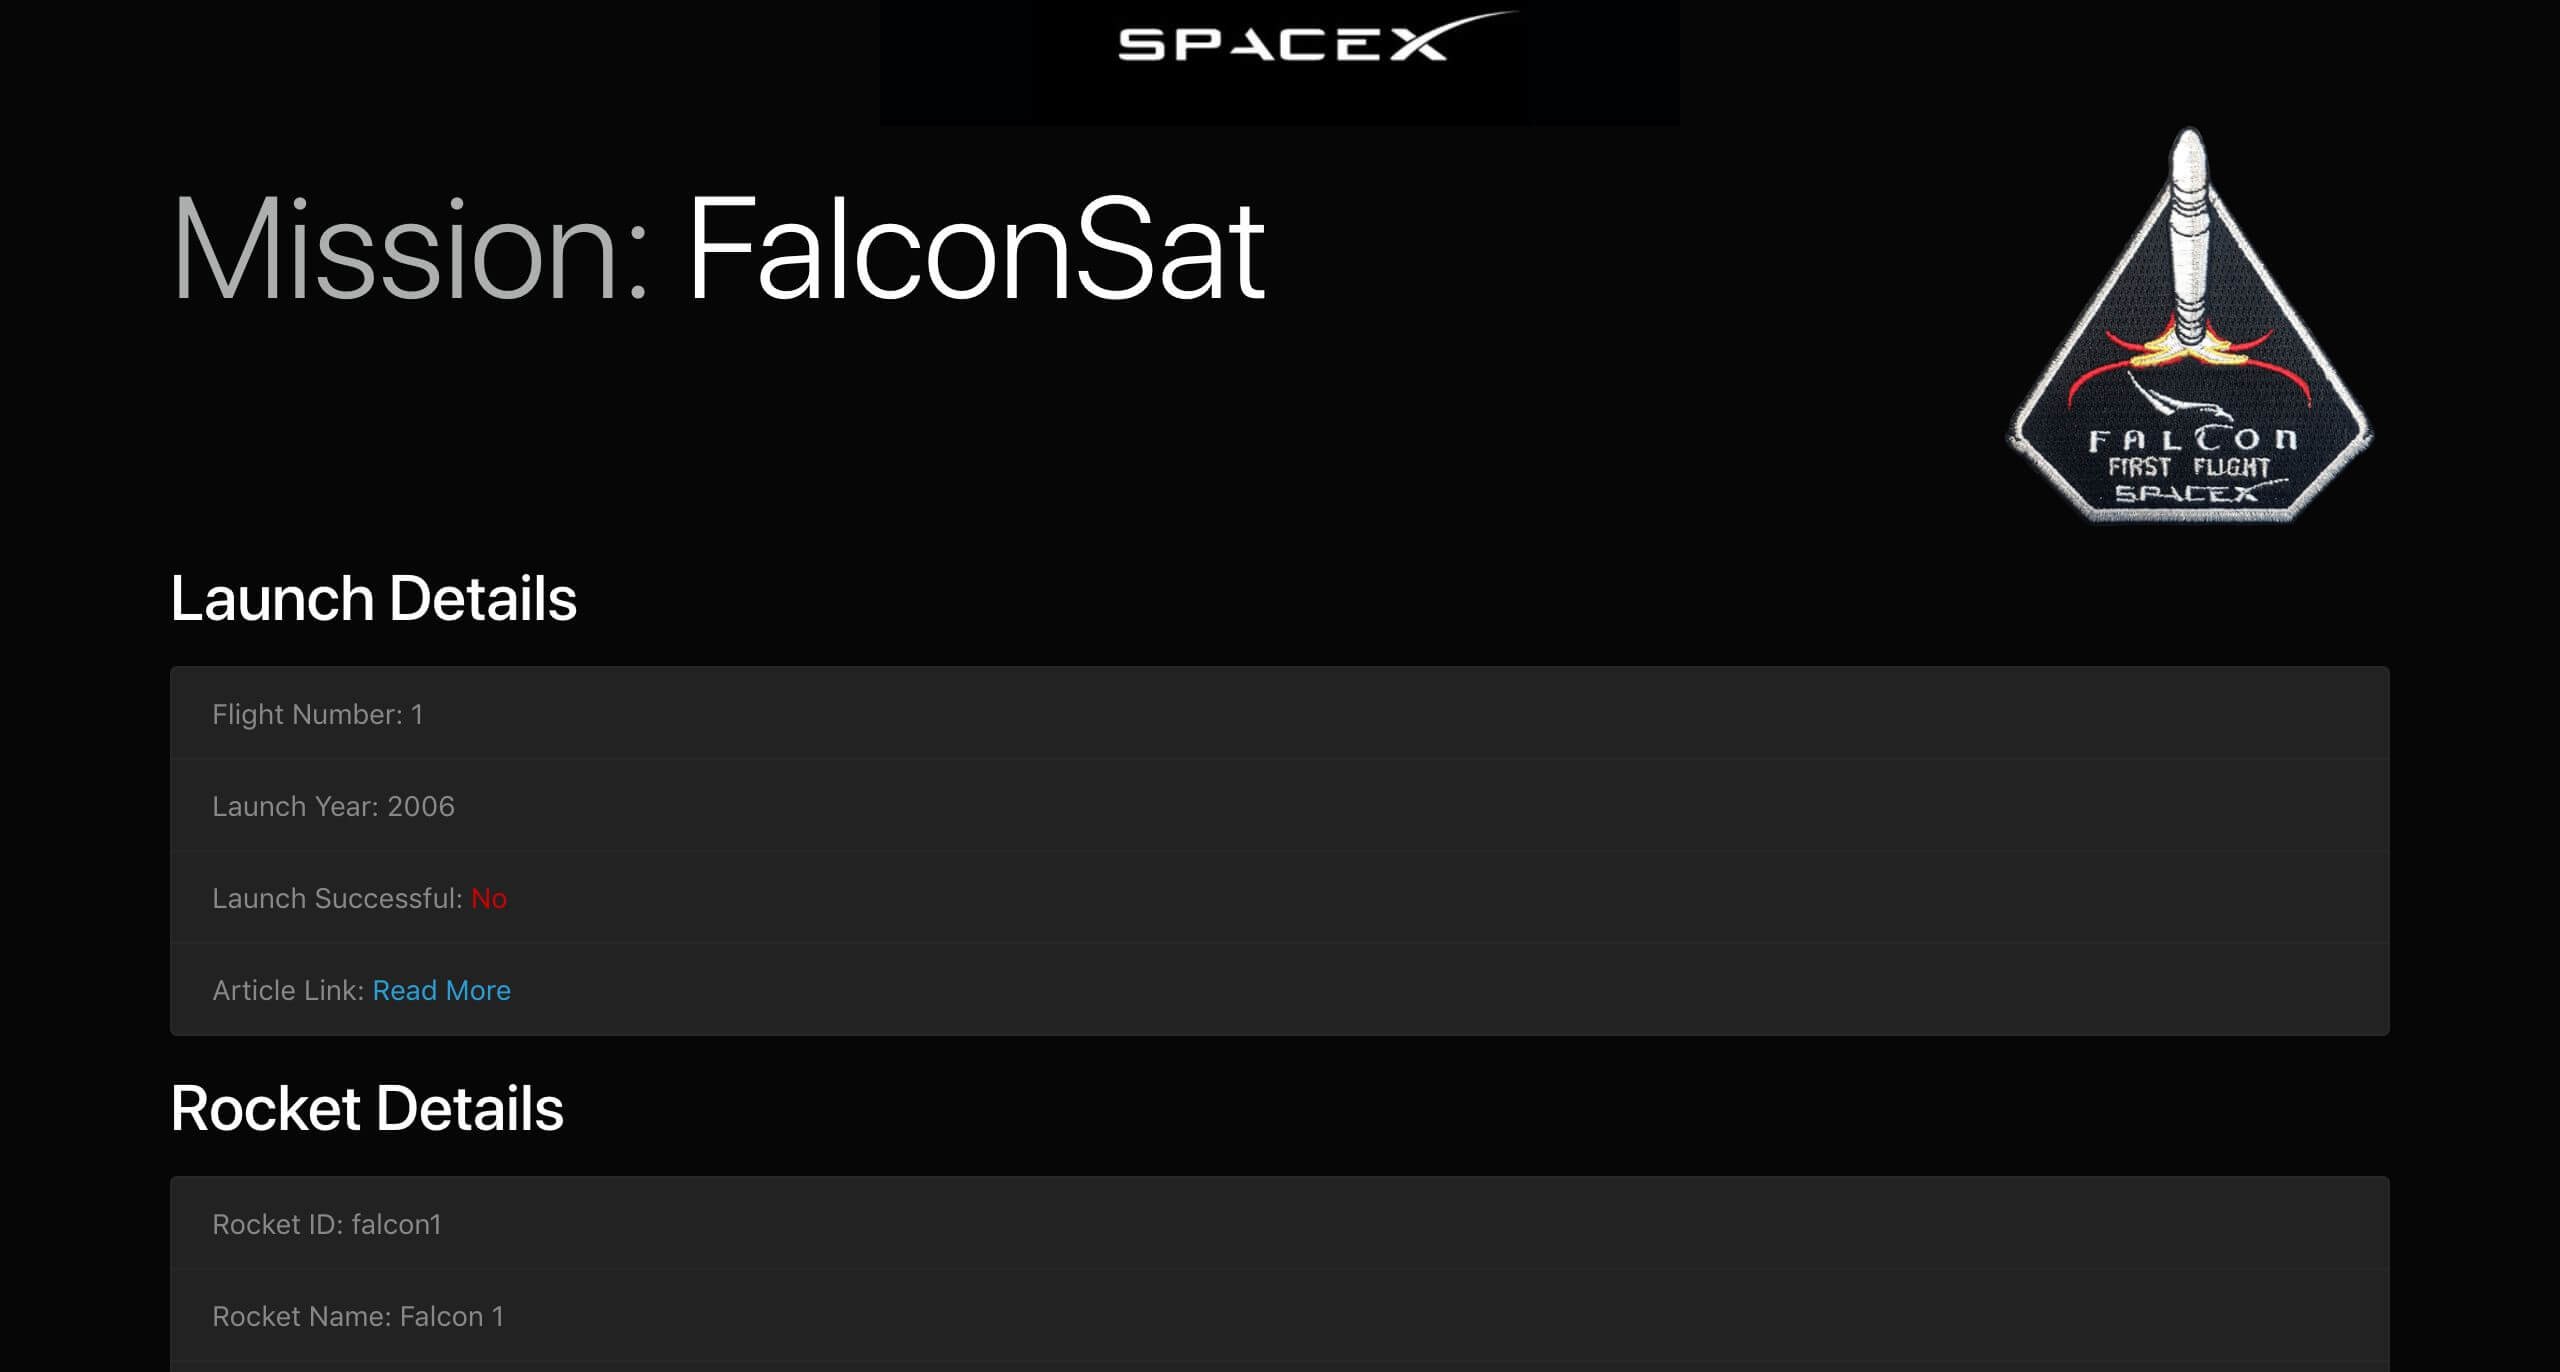 SPACEX
Mission: FalconSat
FALCON
FIRST FLIGHT
SPACEX
Launch Details
Flight Number: 1
Launch Year: 2006
Launch Successful: No
Article Link: Read More
Rocket Details
Rocket ID: falcon1
Rocket Name: Falcon 1